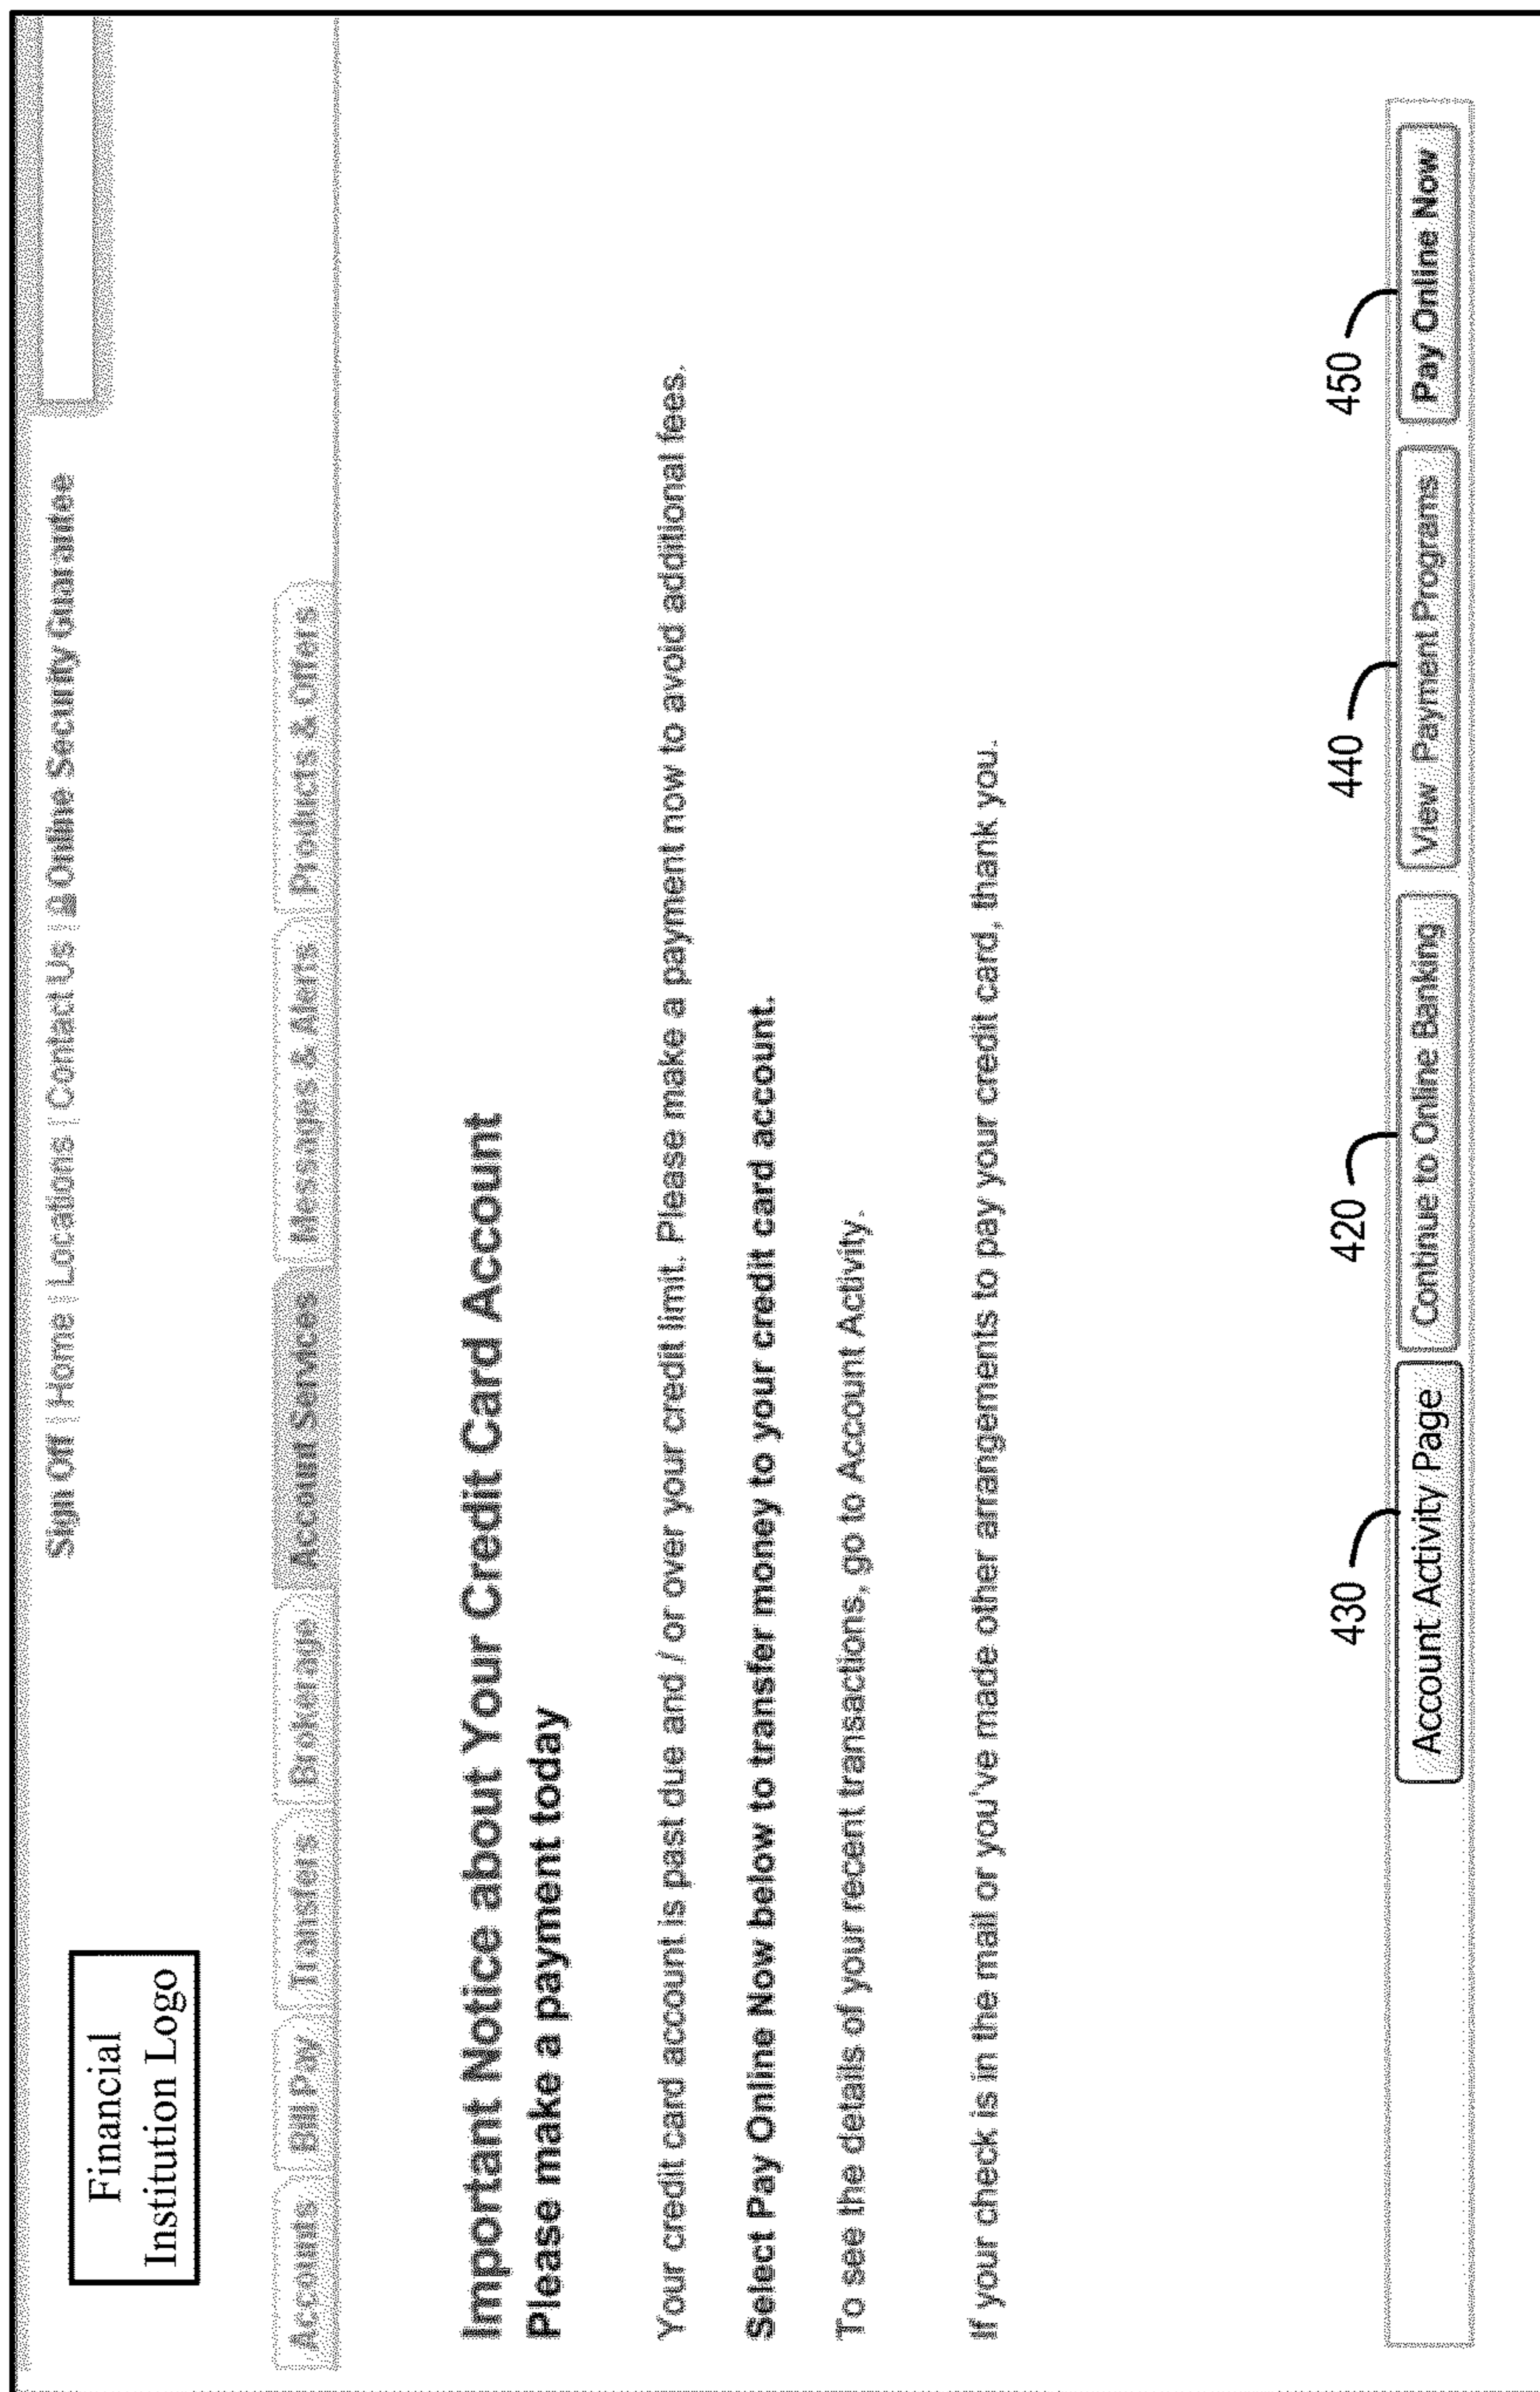 Financial
Institution Logo
Sign Off | Home | Locations | Contact Us | Online Security Guarantee
Accounts Bill Pay Transfers Brokerage Account Services Messages & Alerts Products & Offers
Important Notice about Your Credit Card Account
Please make a payment today
Your credit card account is past due and / or over your credit limit. Please make a payment now to avoid additional fees.
Select Pay Online Now below to transfer money to your credit card account.
To see the details of your recent transactions, go to Account Activity.
If your check is in the mail or you've made other arrangements to pay your credit card, thank you.
430 420 440 450
Account Activity Page Continue to Online Banking View Payment Programs Pay Online Now